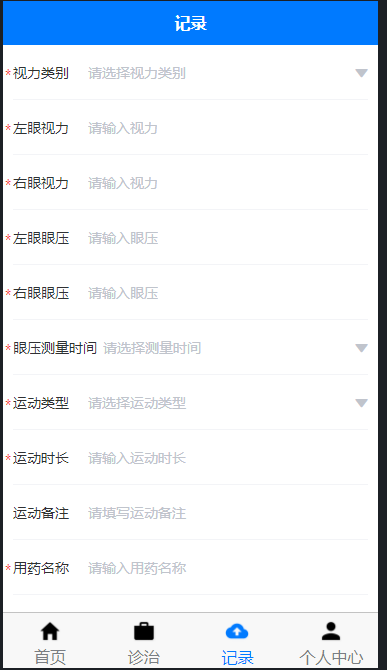 记录
*视力类别 请选择视力类别
*左眼视力 请输入视力
*右眼视力 请输入视力
*左眼眼压 请输入眼压
*右眼眼压 请输入眼压
*眼压测量时间 请选择测量时间
*运动类型 请选择运动类型
*运动时长 请输入运动时长
运动备注 请填写运动备注
*用药名称 请输入用药名称
首页 诊治 记录 个人中心